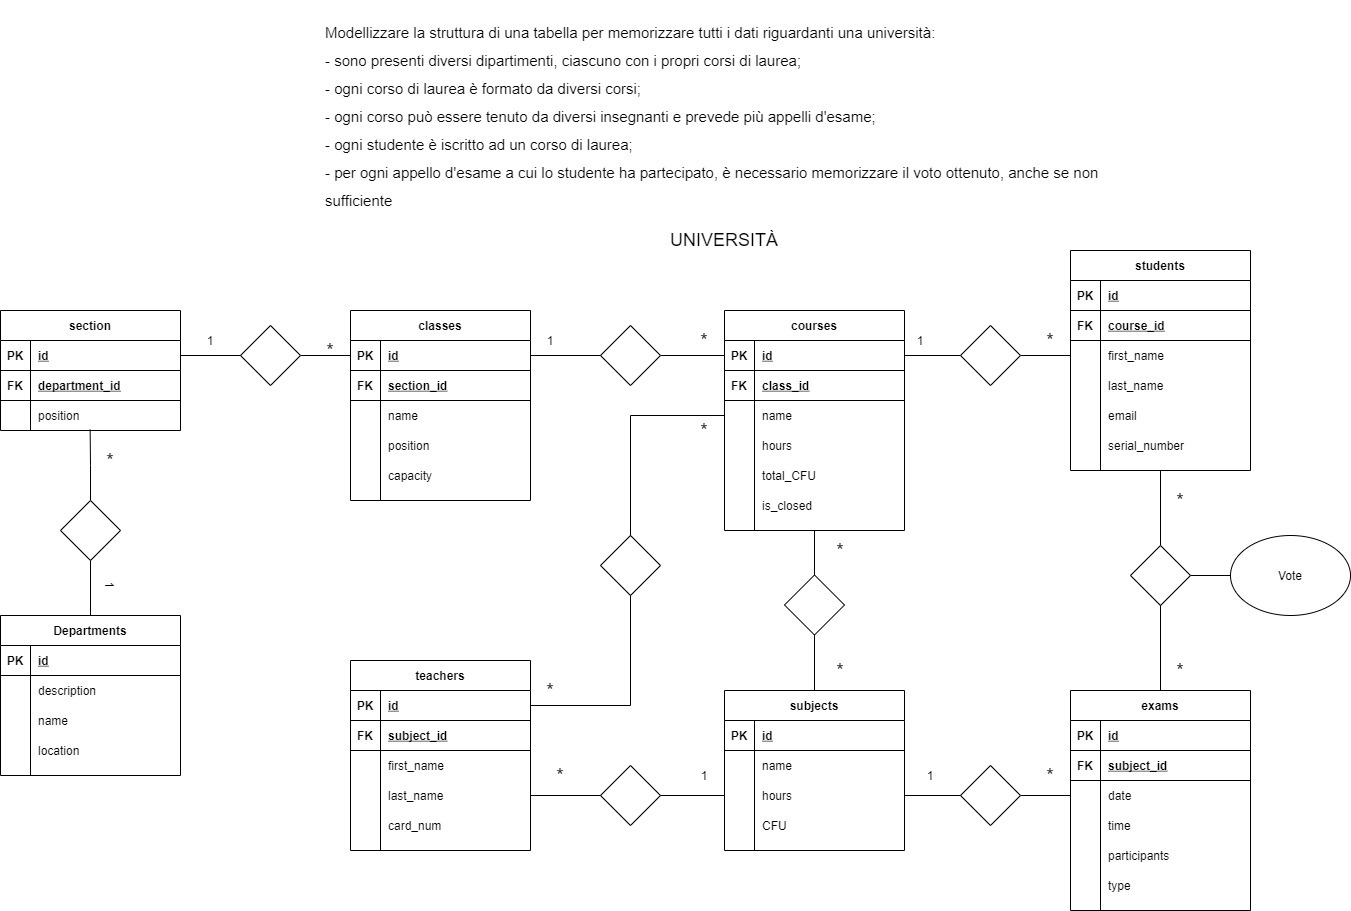 Modellizzare la struttura di una tabella per memorizzare tutti i dati riguardanti una università:
- sono presenti diversi dipartimenti, ciascuno con i propri corsi di laurea;
- ogni corso di laurea è formato da diversi corsi;
- ogni corso può essere tenuto da diversi insegnanti e prevede più appelli d'esame;
- ogni studente è iscritto ad un corso di laurea;
- per ogni appello d'esame a cui lo studente ha partecipato, è necessario memorizzare il voto ottenuto, anche se non
sufficiente
UNIVERSITÀ
section
PK id
FK department_id
position
1
*
classes
PK id
FK section_id
name
position
capacity
1
*
courses
PK id
FK class_id
name
hours
total_CFU
is_closed
1
*
students
PK id
FK course_id
first_name
last_name
email
serial_number
*
1
*
*
*
*
*
*
Vote
Departments
PK id
description
name
location
teachers
PK id
FK subject_id
first_name
last_name
card_num
*
1
subjects
PK id
name
hours
CFU
1
*
exams
PK id
FK subject_id
date
time
participants
type